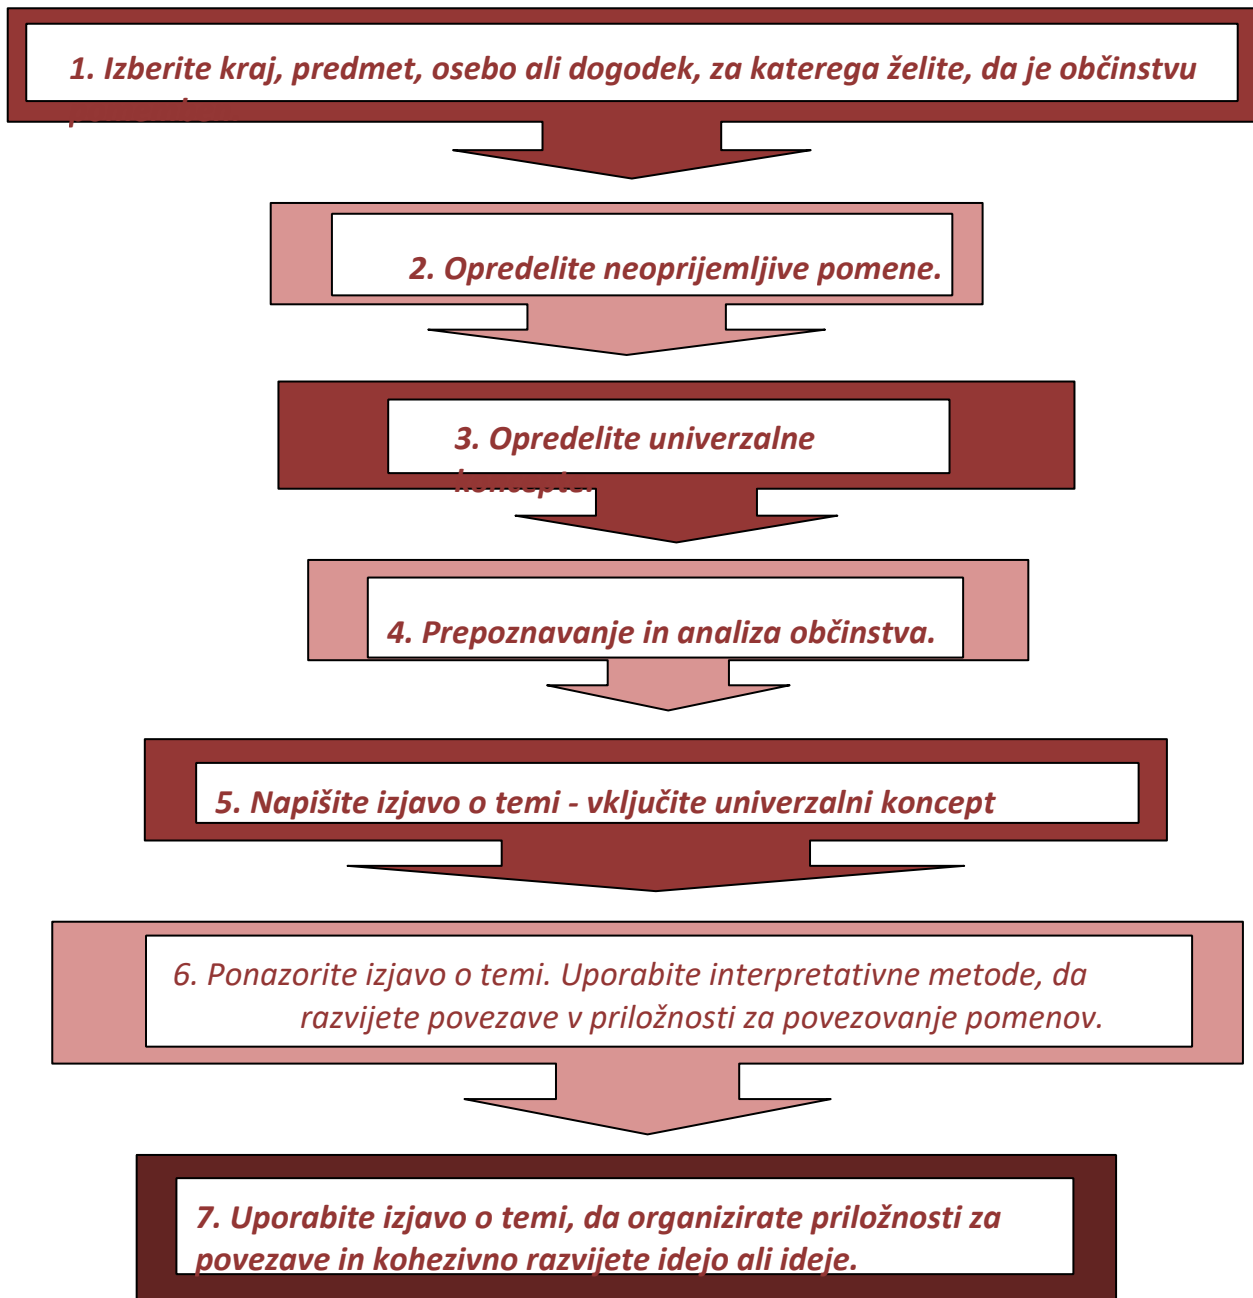 1. Izberite kraj, predmet, osebo ali dogodek, za katerega želite, da je občinstvu
2. Opredelite neoprijemljive pomene.
3. Opredelite univerzalne
koncepte.
4. Prepoznavanje in analiza občinstva.
5. Napišite izjavo o temi - vključite univerzalni koncept
6. Ponazorite izjavo o temi. Uporabite interpretativne metode, da
razvijete povezave v priložnosti za povezovanje pomenov.
7. Uporabite izjavo o temi, da organizirate priložnosti za
povezave in kohezivno razvijete idejo ali ideje.